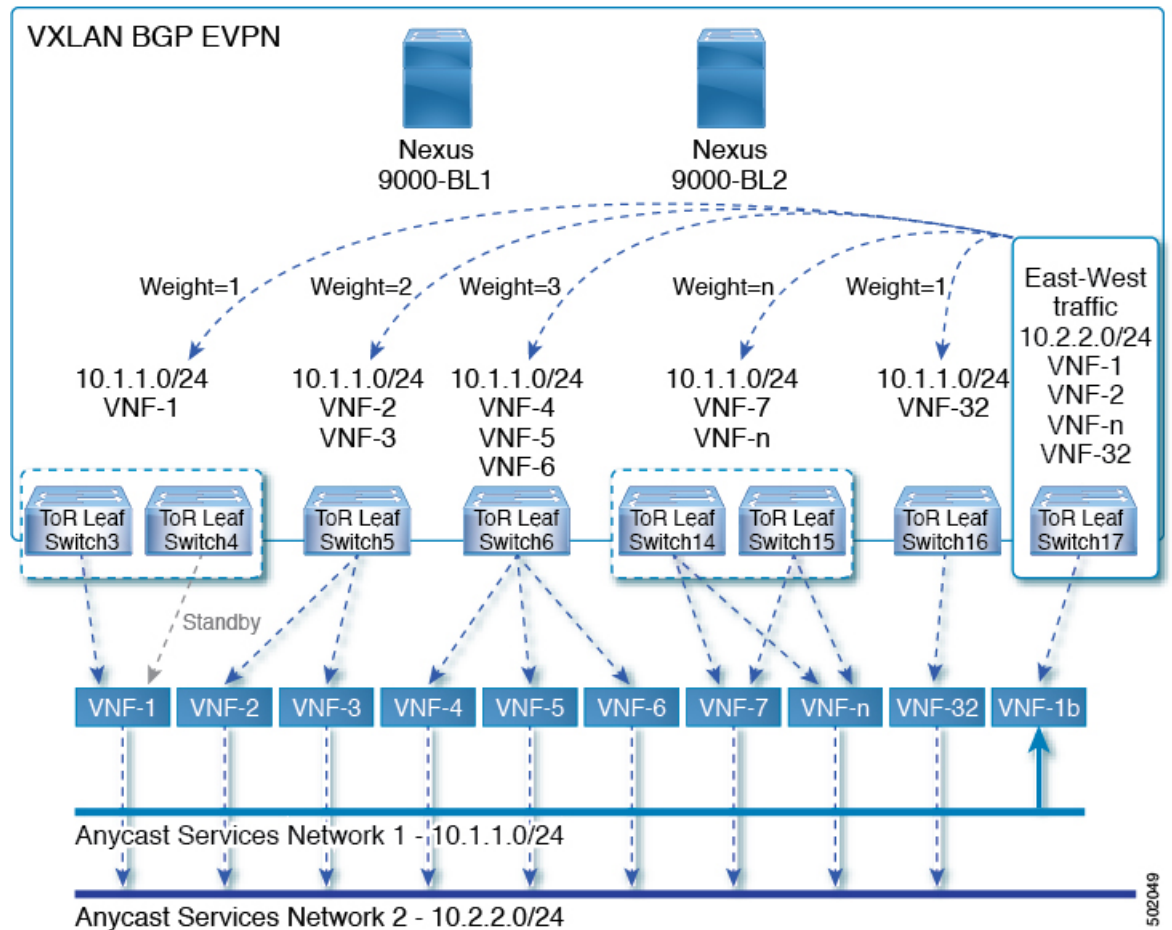 VXLAN BGP EVPN
Nexus
9000-BL1
Nexus
9000-BL2
Weight=1
Weight=2
Weight=3
Weight=n
Weight=1
10.1.1.0/24
VNF-1
10.1.1.0/24
VNF-2
VNF-3
10.1.1.0/24
VNF-4
VNF-5
VNF-6
10.1.1.0/24
VNF-7
VNF-n
10.1.1.0/24
VNF-32
East-West
traffic
10.2.2.0/24
VNF-1
VNF-2
VNF-n
VNF-32
ToR Leaf
Switch3
ToR Leaf
Switch4
ToR Leaf
Switch5
ToR Leaf
Switch6
ToR Leaf
Switch14
ToR Leaf
Switch15
ToR Leaf
Switch16
ToR Leaf
Switch17
Standby
VNF-1
VNF-2
VNF-3
VNF-4
VNF-5
VNF-6
VNF-7
VNF-n
VNF-32
VNF-1b
Anycast Services Network 1 - 10.1.1.0/24
Anycast Services Network 2 - 10.2.2.0/24
502049